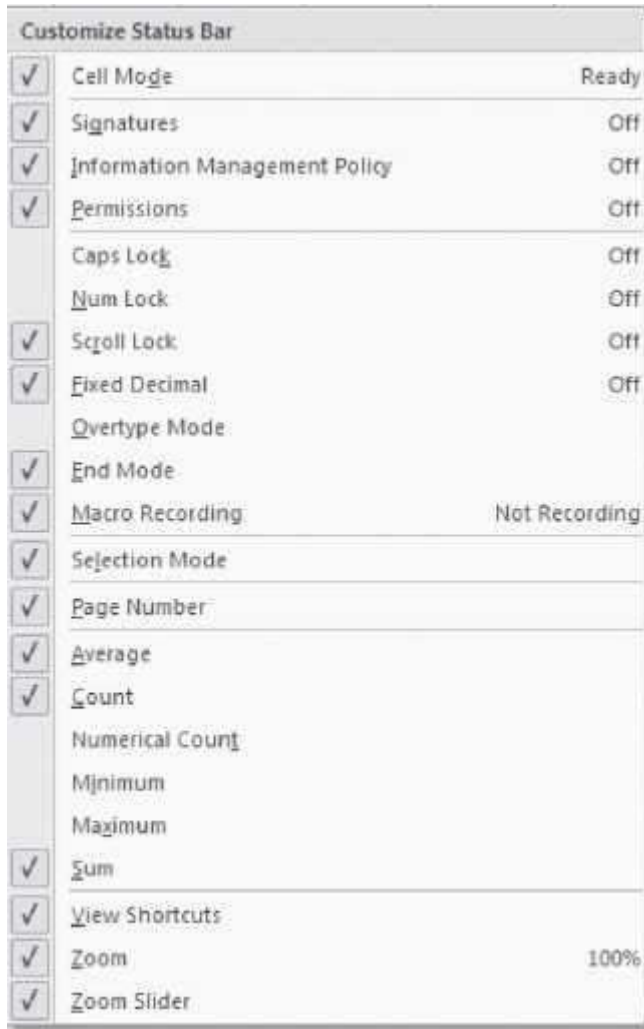 Customize Status Bar
Cell Mode Ready
Signatures Off
Information Management Policy Off
Permissions Off
Caps Lock Off
Num Lock Off
Scroll Lock Off
Fixed Decimal Off
Overtype Mode
End Mode
Macro Recording Not Recording
Selection Mode
Page Number
Average
Count
Numerical Count
Minimum
Maximum
Sum
View Shortcuts
Zoom 100%
Zoom Slider